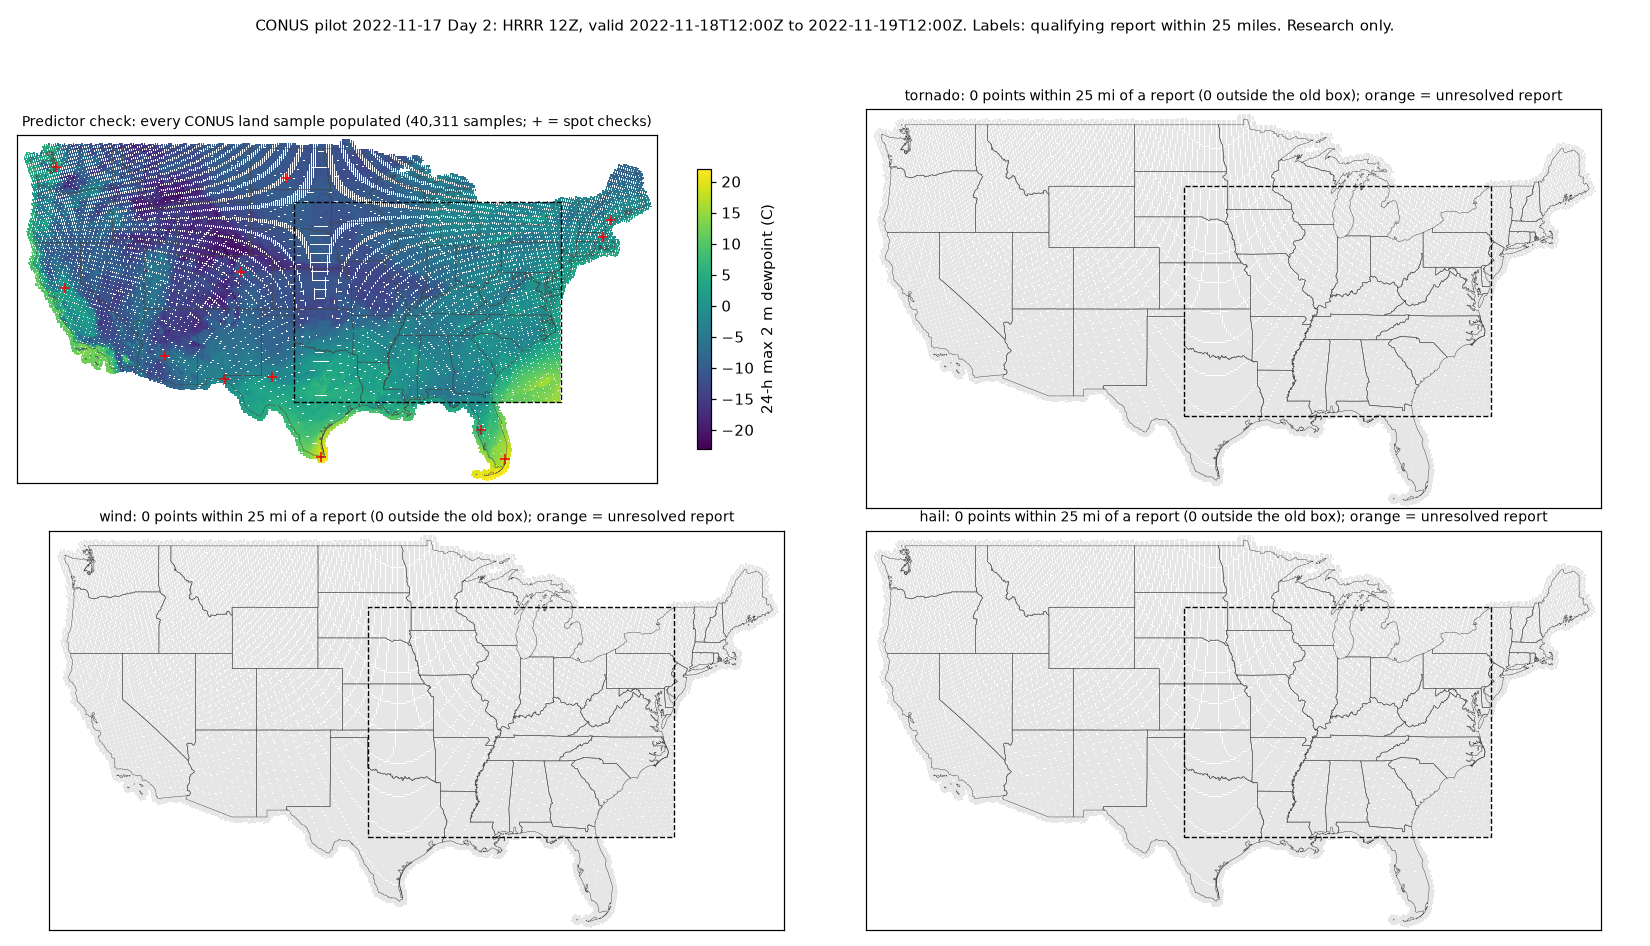 CONUS pilot 2022-11-17 Day 2: HRRR 12Z, valid 2022-11-18T12:00Z to 2022-11-19T12:00Z. Labels: qualifying report within 25 miles. Research only.
Predictor check: every CONUS land sample populated (40,311 samples; + = spot checks)
20
15
10
5
0
−5
−10
−15
−20
24-h max 2 m dewpoint (C)
tornado: 0 points within 25 mi of a report (0 outside the old box); orange = unresolved report
wind: 0 points within 25 mi of a report (0 outside the old box); orange = unresolved report
hail: 0 points within 25 mi of a report (0 outside the old box); orange = unresolved report